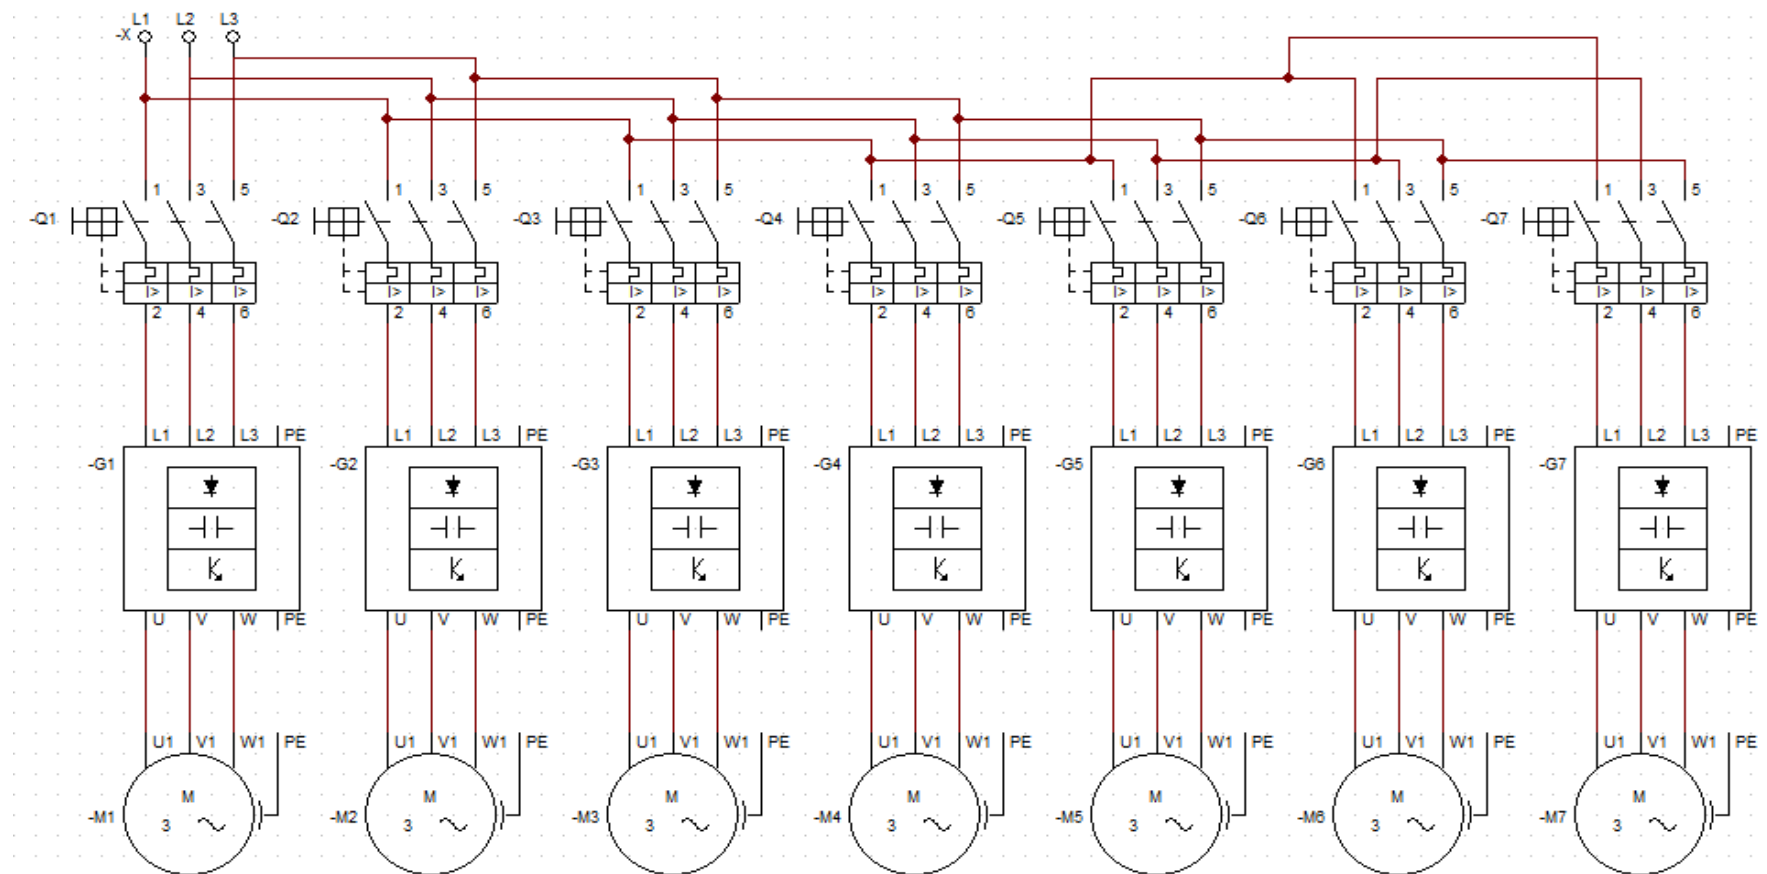 L1 L2 L3
-X
1 3 5 1 3 5 1 3 5 1 3 5 1 3 5 1 3 5 1 3 5
-Q1 -Q2 -Q3 -Q4 -Q5 -Q6 -Q7
I> I> I> I> I> I> I> I> I> I> I> I> I> I> I> I> I> I> I> I> I>
2 4 6 2 4 6 2 4 6 2 4 6 2 4 6 2 4 6 2 4 6
L1 L2 L3 PE L1 L2 L3 PE L1 L2 L3 PE L1 L2 L3 PE L1 L2 L3 PE L1 L2 L3 PE L1 L2 L3 PE
-G1 -G2 -G3 -G4 -G5 -G6 -G7
U V W PE U V W PE U V W PE U V W PE U V W PE U V W PE U V W PE
U1 V1 W1 PE U1 V1 W1 PE U1 V1 W1 PE U1 V1 W1 PE U1 V1 W1 PE U1 V1 W1 PE U1 V1 W1 PE
M M M M M M M
-M1 -M2 -M3 -M4 -M5 -M6 -M7
3 3 3 3 3 3 3